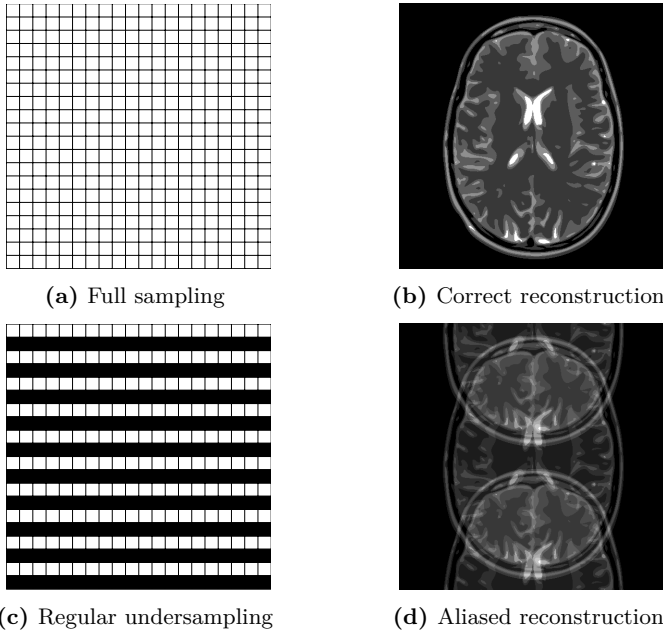 (a) Full sampling
(b) Correct reconstruction
(c) Regular undersampling
(d) Aliased reconstruction